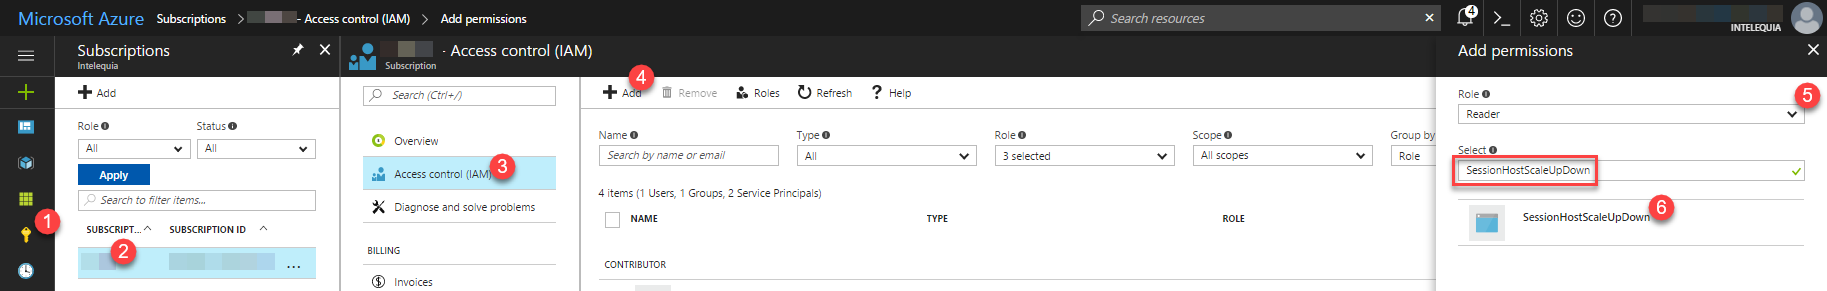 Microsoft Azure Subscriptions > - Access control (IAM) > Add permissions
Search resources
4
INTELEQUIA
Subscriptions
Intelequia
- Access control (IAM)
Subscription
Add permissions
Add
Role
Status
All
All
Apply
Search to filter items...
SUBSCRIPT...
SUBSCRIPTION ID
...
1
2
Search (Ctrl+/)
Overview
Access control (IAM)
3
Diagnose and solve problems
BILLING
Invoices
4
Add
Remove
Roles
Refresh
Help
Name
Type
Role
Scope
Group by
Search by name or email
All
3 selected
All scopes
Role
4 items (1 Users, 1 Groups, 2 Service Principals)
NAME
TYPE
ROLE
CONTRIBUTOR
Role
5
Reader
Select
SessionHostScaleUpDown
SessionHostScaleUpDown
6